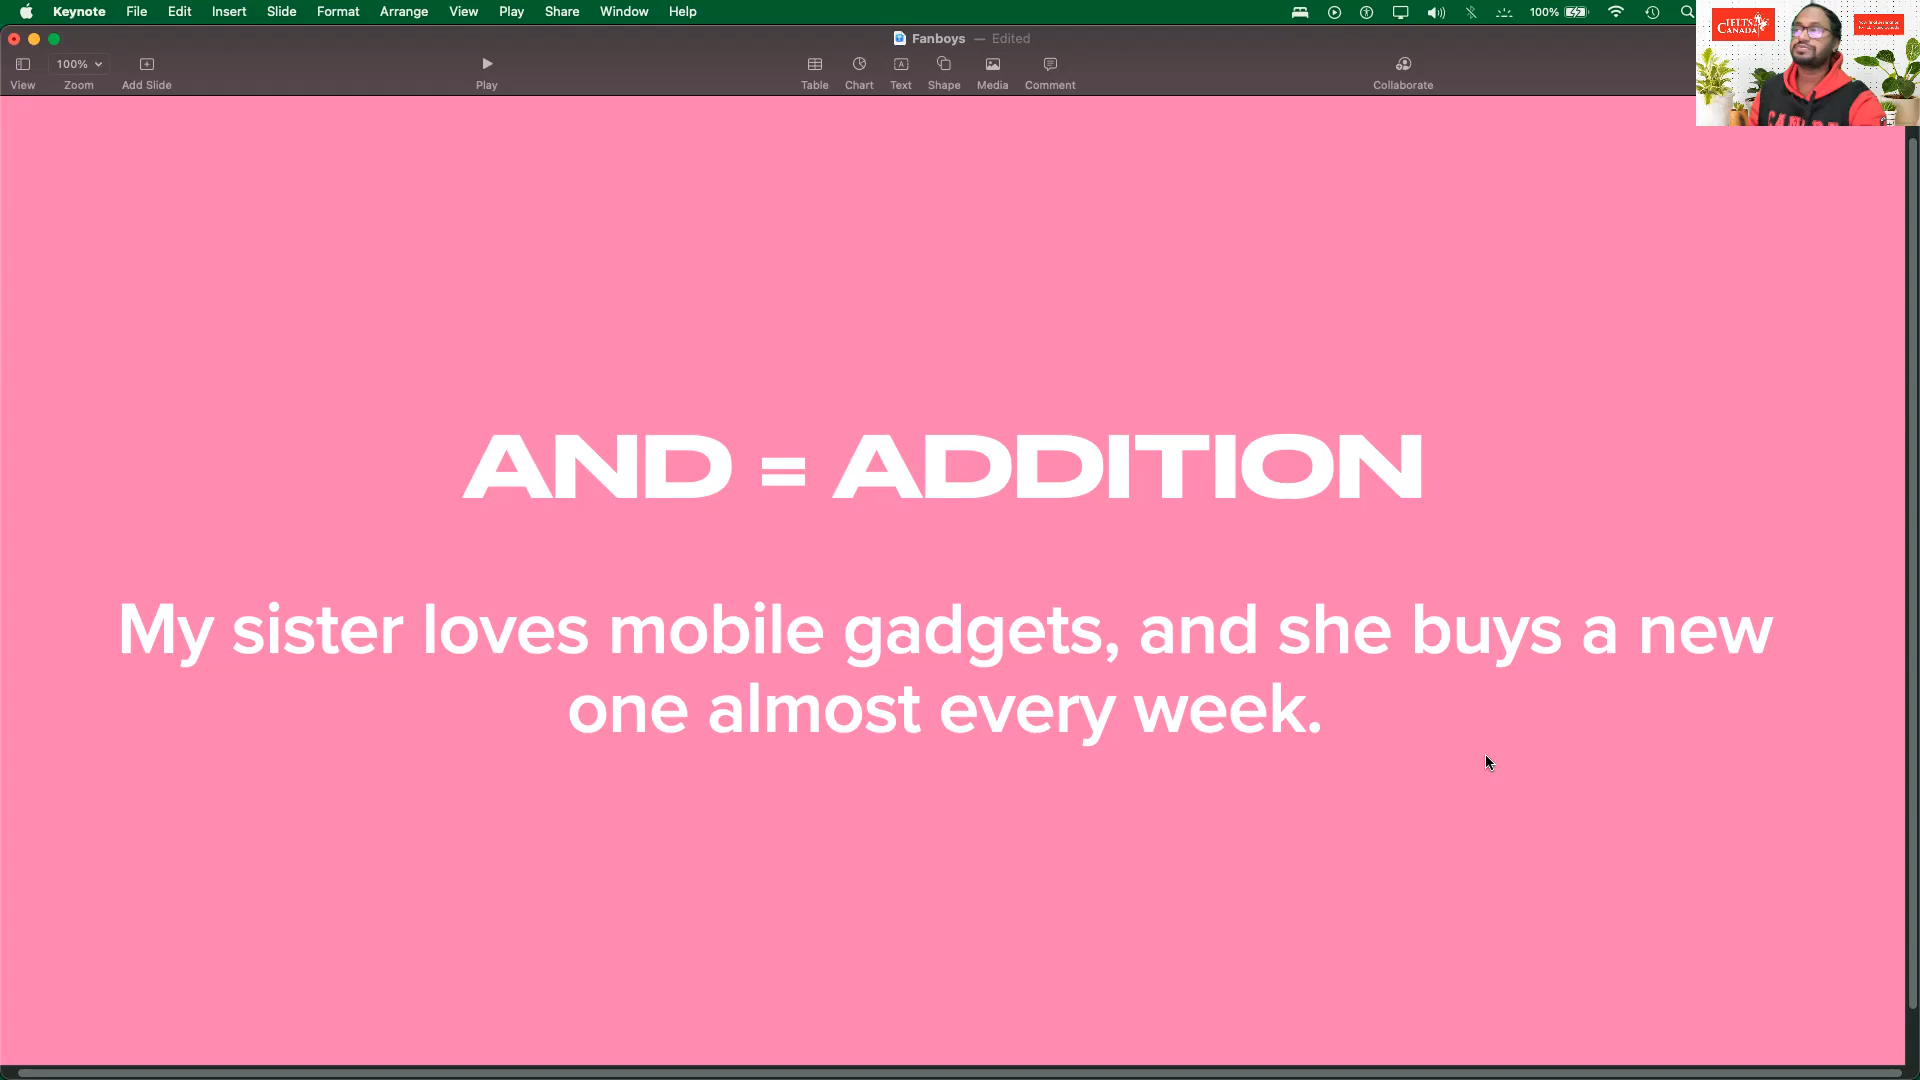 Keynote File Edit Insert Slide Format Arrange View Play Share Window Help 100%
Fanboys — Edited
100%
View Zoom Add Slide Play Table Chart Text Shape Media Comment Collaborate
IELTS
CANADA
AND = ADDITION
My sister loves mobile gadgets, and she buys a new
one almost every week.